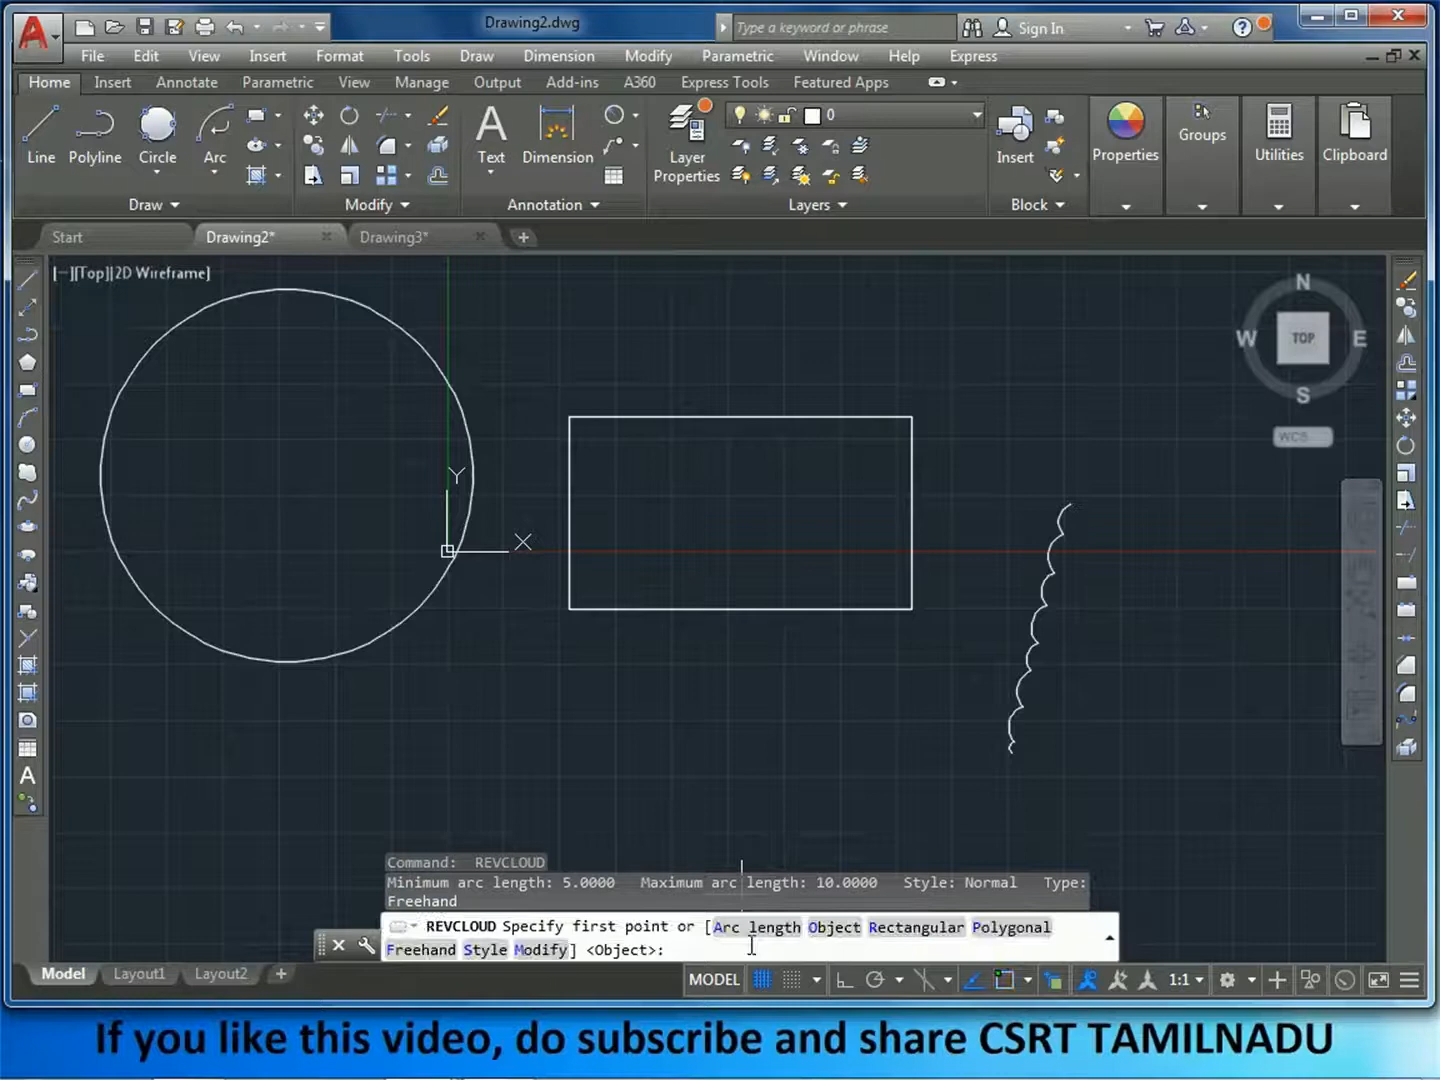 Drawing2.dwg
Type a keyword or phrase
Sign In
File Edit View Insert Format Tools Draw Dimension Modify Parametric Window Help Express
Home Insert Annotate Parametric View Manage Output Add-ins A360 Express Tools Featured Apps
0
Line Polyline Circle Arc
Text Dimension
Layer
Properties
Insert
Properties Groups Utilities Clipboard
Draw Modify Annotation Layers Block
Start Drawing2* Drawing3*
[−][Top]|2D Wireframe]
N
W TOP E
S
WCS
Y
X
A
Command: REVCLOUD
Minimum arc length: 5.0000 Maximum arc length: 10.0000 Style: Normal Type:
Freehand
REVCLOUD Specify first point or [Arc length Object Rectangular Polygonal
Freehand Style Modify] <Object>:
Model Layout1 Layout2
MODEL 1:1
If you like this video, do subscribe and share CSRT TAMILNADU